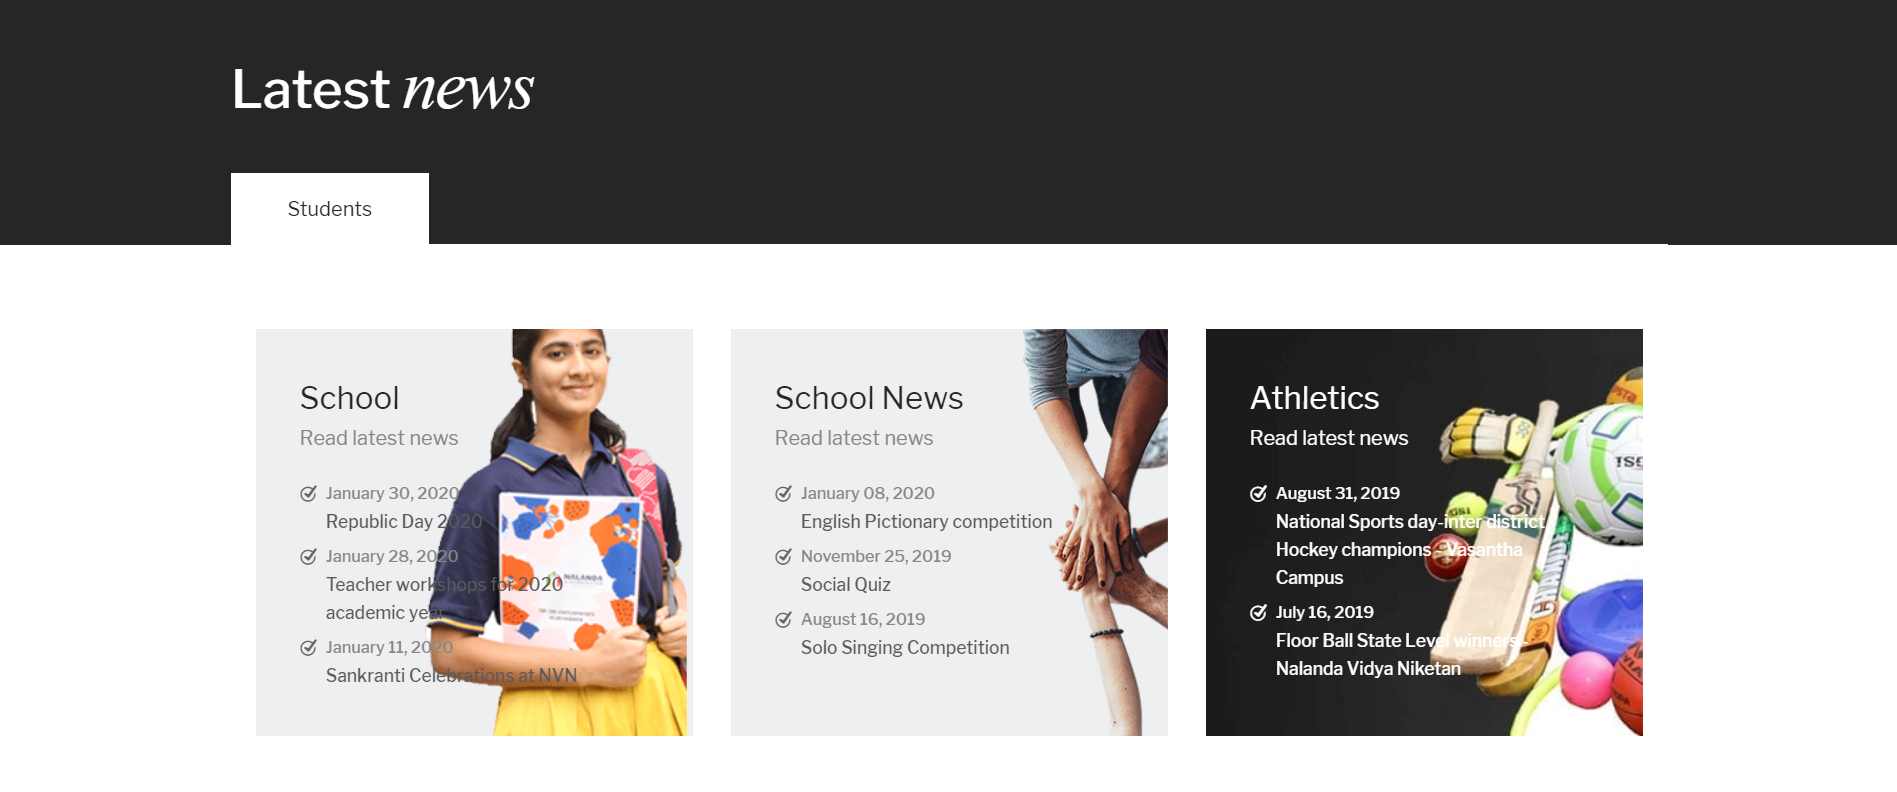 Latest news
Students
School
Read latest news
January 30, 2020
Republic Day 2020
January 28, 2020
Teacher workshops for 2020
academic year
January 11, 2020
Sankranti Celebrations at NVN
NALANDA
School News
Read latest news
January 08, 2020
English Pictionary competition
November 25, 2019
Social Quiz
August 16, 2019
Solo Singing Competition
Athletics
Read latest news
August 31, 2019
National Sports day-inter district
Hockey champions - Vasantha
Campus
July 16, 2019
Floor Ball State Level winners -
Nalanda Vidya Niketan